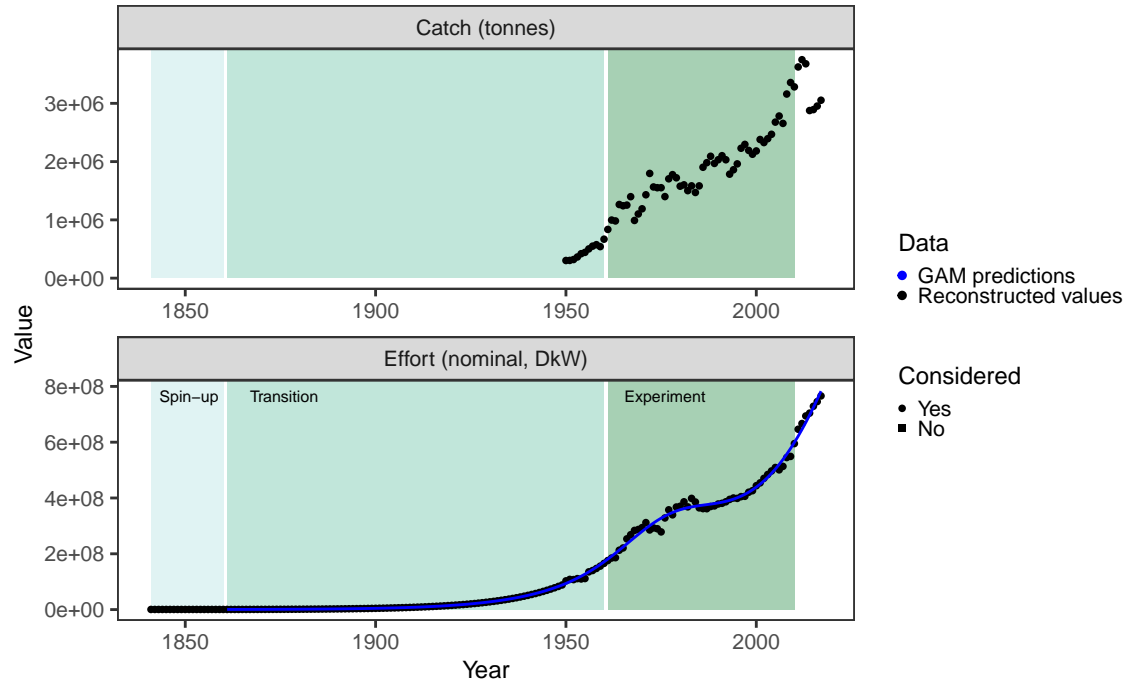 Catch (tonnes)
3e+06
2e+06
1e+06
0e+00
1850 1900 1950 2000
Value
Effort (nominal, DkW)
8e+08
6e+08
4e+08
2e+08
0e+00
Spin−up Transition Experiment
1850 1900 1950 2000
Year
Data
GAM predictions
Reconstructed values
Considered
Yes
No